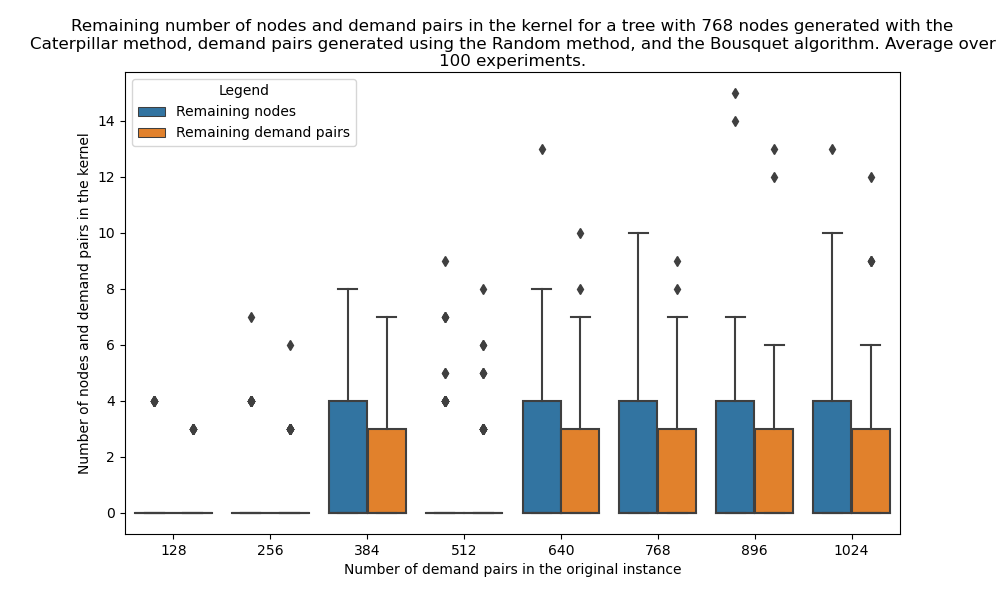 Remaining number of nodes and demand pairs in the kernel for a tree with 768 nodes generated with the
Caterpillar method, demand pairs generated using the Random method, and the Bousquet algorithm. Average over
100 experiments.
Legend
Remaining nodes
Remaining demand pairs
Number of nodes and demand pairs in the kernel
14
12
10
8
6
4
2
0
128 256 384 512 640 768 896 1024
Number of demand pairs in the original instance